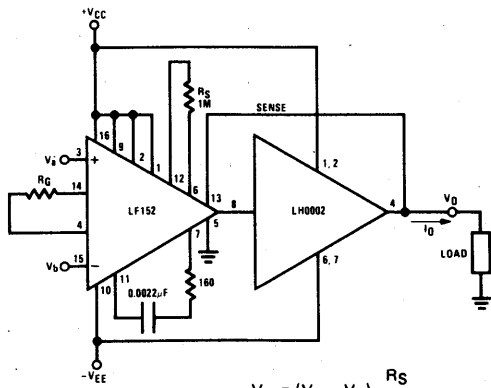 +VCC
RS
1M
SENSE
16
9
2
1
3
Va
+
12
6
13
1, 2
RG
14
LF152
8
LH0002
4
VO
4
5
IO
7
LOAD
Vb
15
−
10
11
0.0022μF
160
6, 7
−VEE
RS